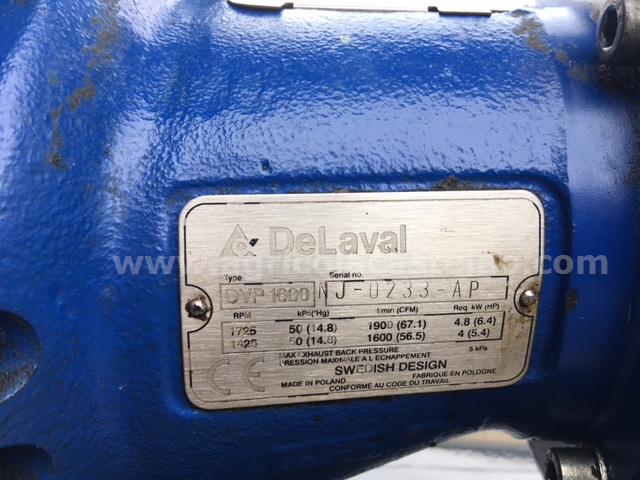 DeLaval
Type Serial no.
DVP 1600 NJ-0233-AP
RPM kPa("Hg) l/min (CFM) Req. kW (HP)
1725 50 (14.8) 1900 (67.1) 4.8 (6.4)
1425 50 (14.8) 1600 (56.5) 4 (5.4)
MAX EXHAUST BACK PRESSURE 5 kPa
PRESSION MAXIMALE A L'ECHAPPEMENT
SWEDISH DESIGN
CE MADE IN POLAND FABRIQUE EN POLOGNE
CONFORME AU CODE DU TRAVAIL